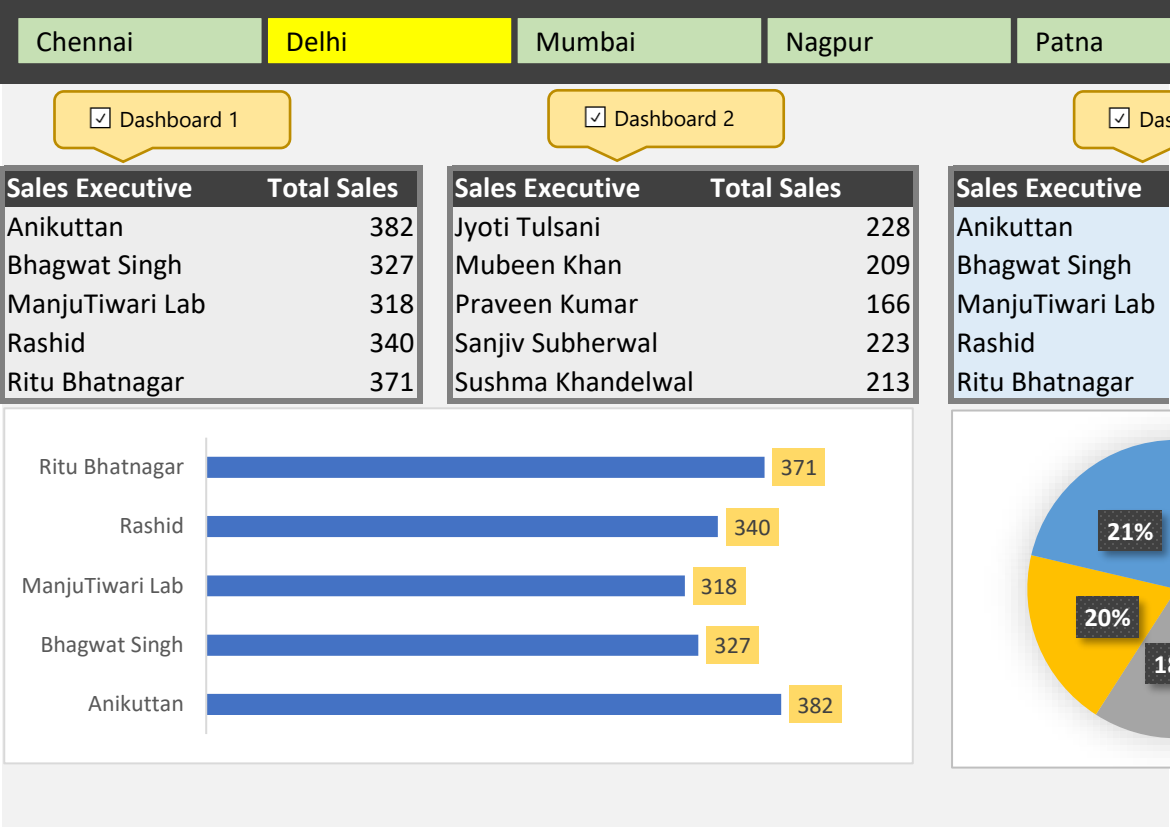 Chennai Delhi Mumbai Nagpur Patna
Dashboard 1 Dashboard 2
Sales Executive Total Sales Sales Executive Total Sales Sales Executive
Anikuttan 382 Jyoti Tulsani 228 Anikuttan
Bhagwat Singh 327 Mubeen Khan 209 Bhagwat Singh
ManjuTiwari Lab 318 Praveen Kumar 166 ManjuTiwari Lab
Rashid 340 Sanjiv Subherwal 223 Rashid
Ritu Bhatnagar 371 Sushma Khandelwal 213 Ritu Bhatnagar
Ritu Bhatnagar 371
Rashid 340 21%
ManjuTiwari Lab 318
20%
Bhagwat Singh 327
Anikuttan 382